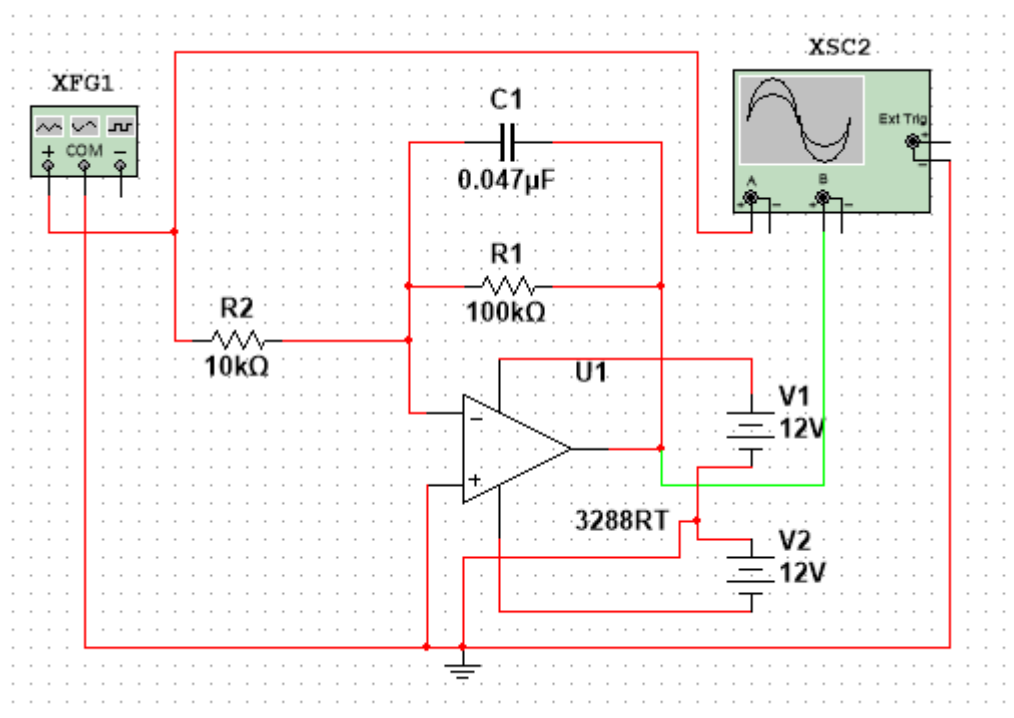 XSC2
XFG1
C1
Ext Trig
+
+ COM −
−
0.047µF
A
B
+ − + −
R1
100kΩ
R2
10kΩ
U1
V1
12V
−
+
3288RT
V2
12V